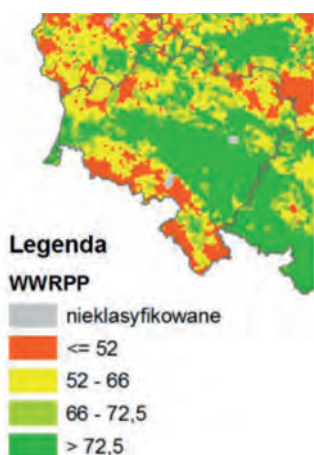 Legenda
WWRPP
nieklasyfikowane
<= 52
52 - 66
66 - 72,5
> 72,5